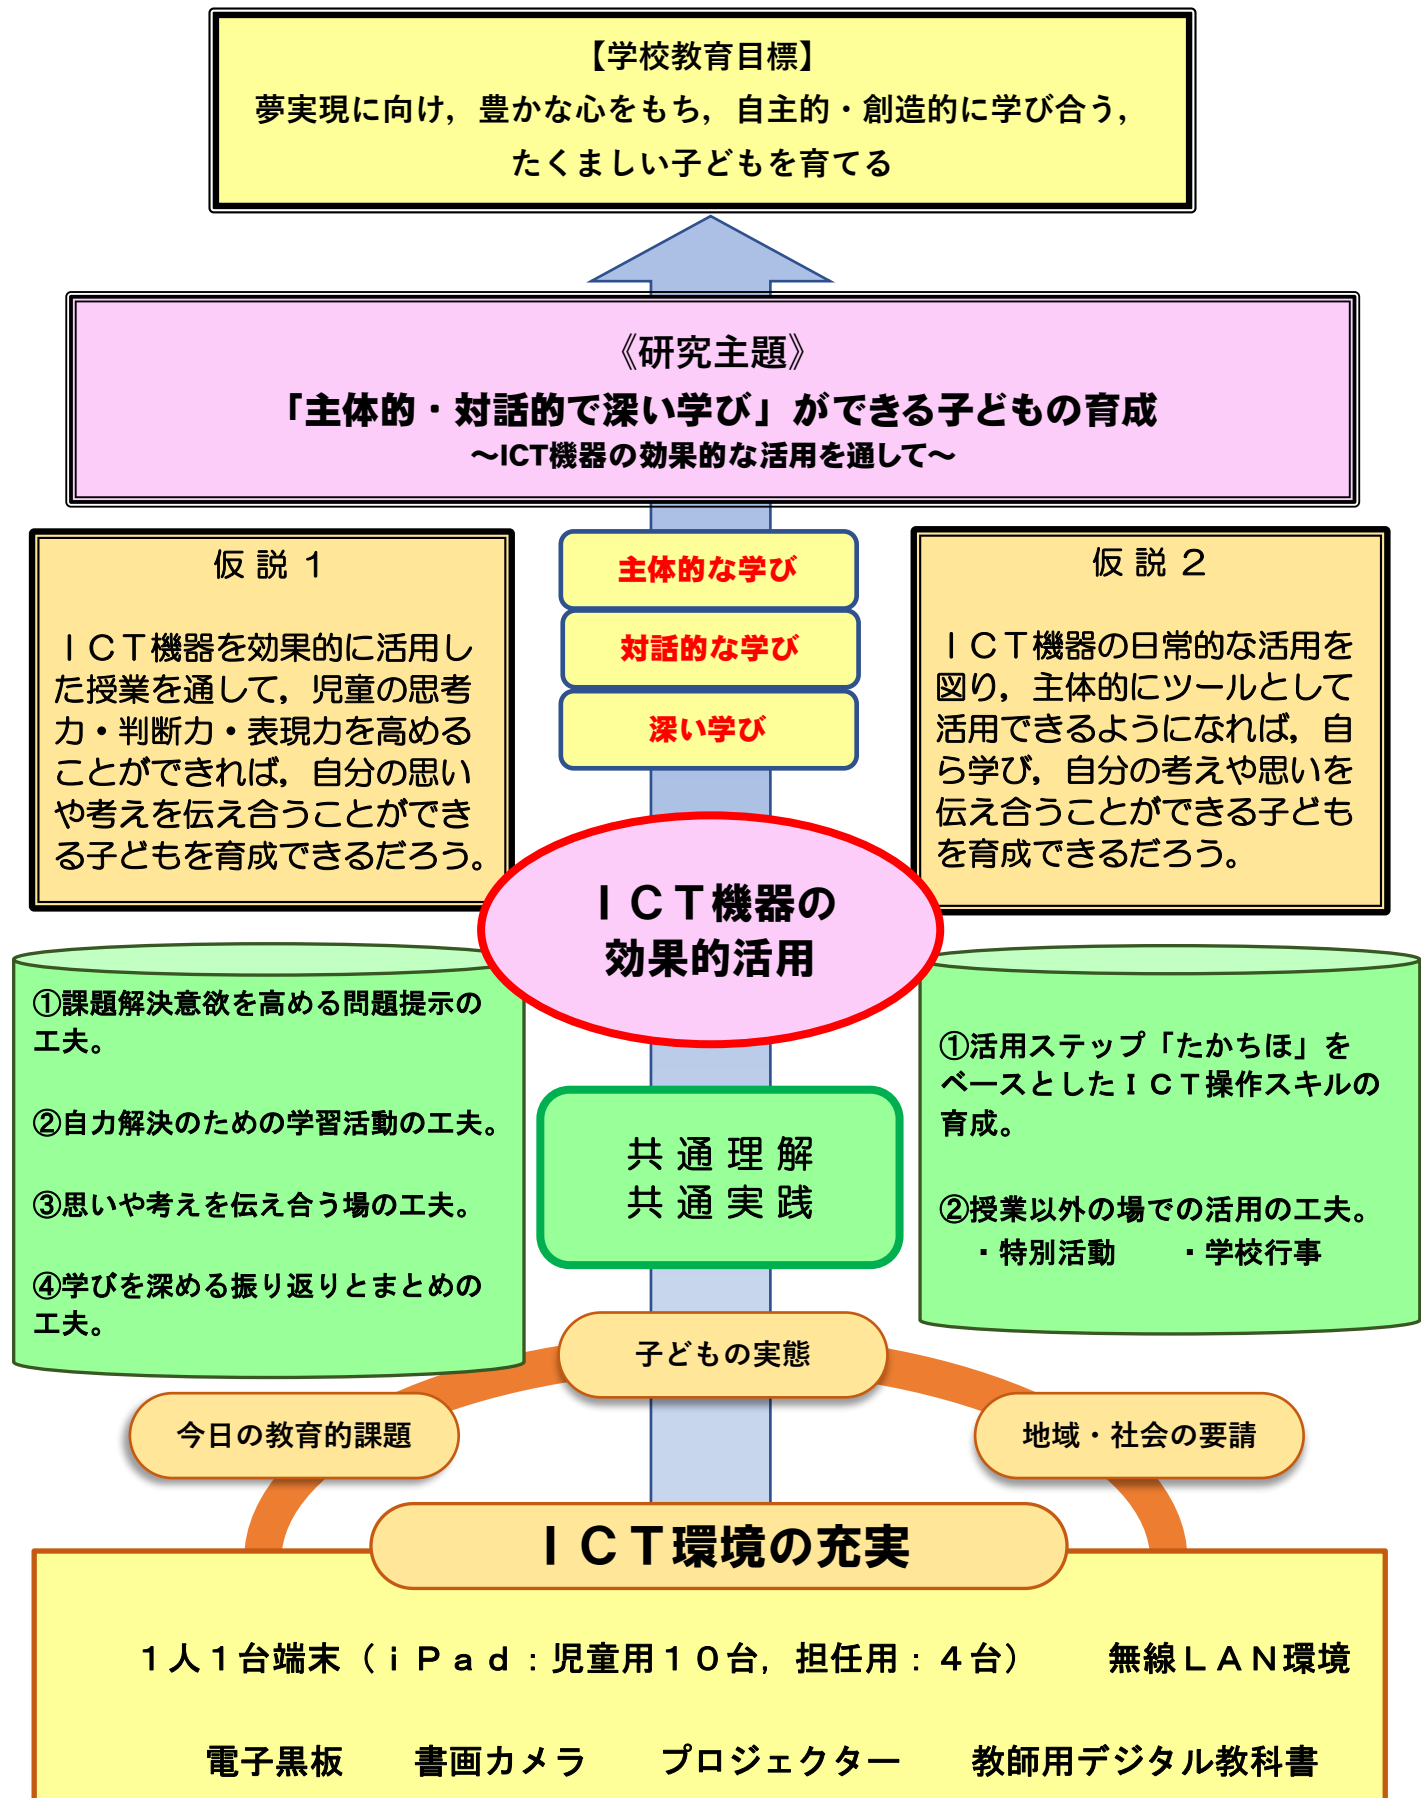 【学校教育目標】
夢実現に向け，豊かな心をもち，自主的・創造的に学び合う，
たくましい子どもを育てる
《研究主題》
「主体的・対話的で深い学び」ができる子どもの育成
～ICT機器の効果的な活用を通して～
仮 説 １
ＩＣＴ機器を効果的に活用し
た授業を通して，児童の思考
力・判断力・表現力を高める
ことができれば，自分の思い
や考えを伝え合うことができ
る子どもを育成できるだろう。
主体的な学び
対話的な学び
深い学び
仮 説 ２
ＩＣＴ機器の日常的な活用を
図り，主体的にツールとして
活用できるようになれば，自
ら学び，自分の考えや思いを
伝え合うことができる子ども
を育成できるだろう。
ＩＣＴ機器の
効果的活用
①課題解決意欲を高める問題提示の
工夫。
②自力解決のための学習活動の工夫。
③思いや考えを伝え合う場の工夫。
④学びを深める振り返りとまとめの
工夫。
共 通 理 解
共 通 実 践
①活用ステップ「たかちほ」を
ベースとしたＩＣＴ操作スキルの
育成。
②授業以外の場での活用の工夫。
・特別活動　　・学校行事
子どもの実態
今日の教育的課題
地域・社会の要請
ＩＣＴ環境の充実
１人１台端末（ｉＰａｄ：児童用１０台，担任用：４台）　　無線ＬＡＮ環境
電子黒板　　書画カメラ　　プロジェクター　　教師用デジタル教科書